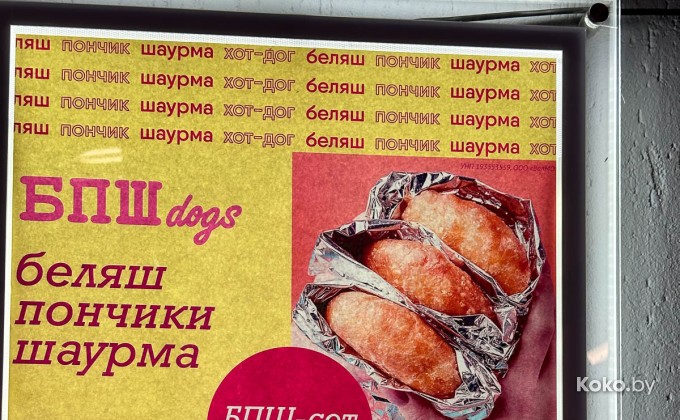 ляш пончик шаурма хот-дог беляш пончик шаурма хот
ляш пончик шаурма хот-дог беляш пончик шаурма хот
ляш пончик шаурма хот-дог беляш пончик шаурма хот
ляш пончик шаурма хот-дог беляш пончик шаурма хот
БПШ dogs
беляш
пончики
шаурма
БПШ-сет
Koko.by